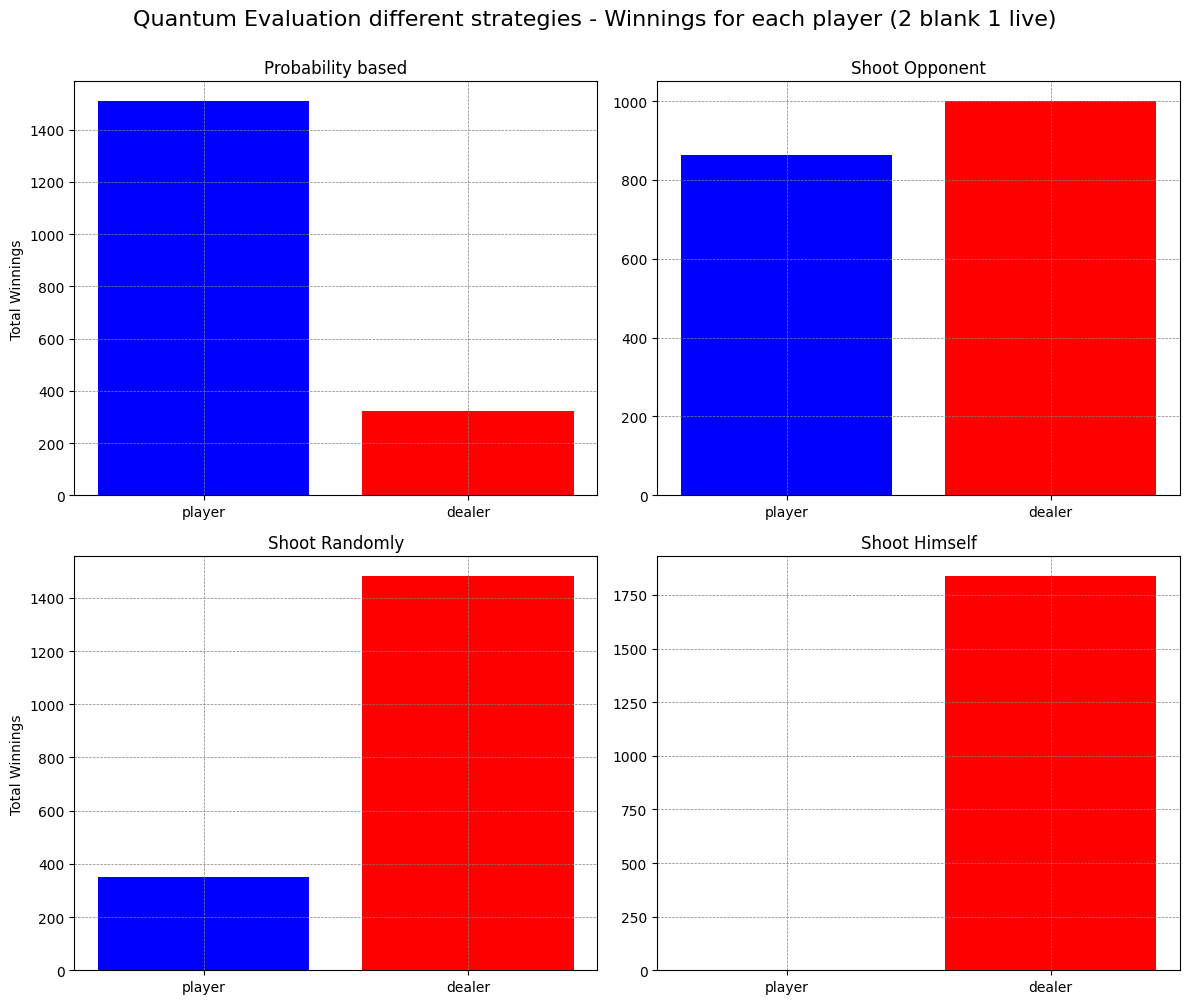 Quantum Evaluation different strategies - Winnings for each player (2 blank 1 live)
Probability based
Total Winnings
1400
1200
1000
800
600
400
200
0
player dealer
Shoot Opponent
1000
800
600
400
200
0
player dealer
Shoot Randomly
Total Winnings
1400
1200
1000
800
600
400
200
0
player dealer
Shoot Himself
1750
1500
1250
1000
750
500
250
0
player dealer